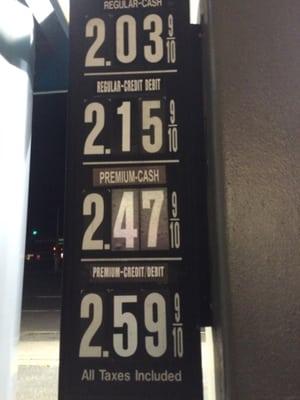 REGULAR-CASH
2.03 9/10
REGULAR-CREDIT DEBIT
2.15 9/10
PREMIUM-CASH
2.47 9/10
PREMIUM-CREDIT/DEBIT
2.59 9/10
All Taxes Included